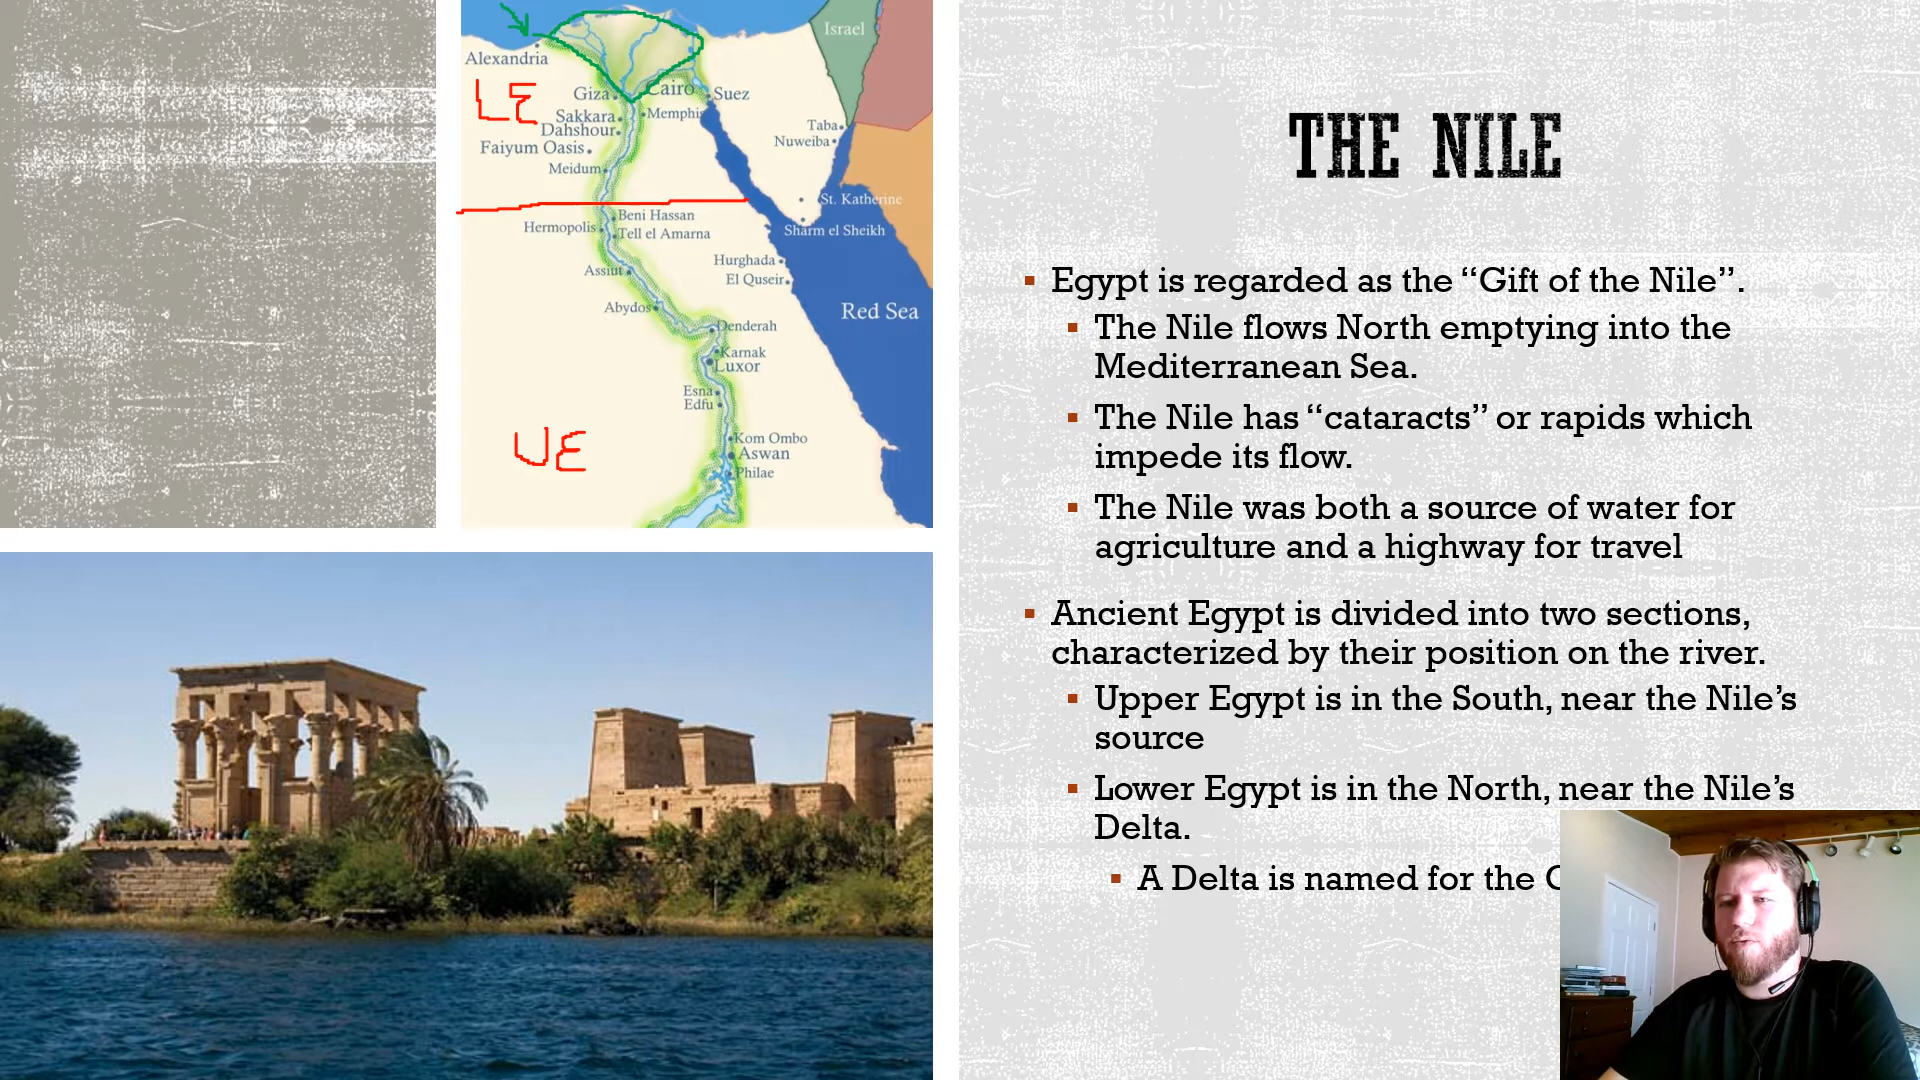 Israel
Alexandria
LE
Giza
Cairo
Suez
Sakkara
Memphis
Dahshour
Taba
Nuweiba
Faiyum Oasis
Meidum
St. Katherine
Beni Hassan
Hermopolis
Tell el Amarna
Sharm el Sheikh
Hurghada
Assiut
El Quseir
Abydos
Red Sea
Denderah
Karnak
Luxor
Esna
Edfu
UE
Kom Ombo
Aswan
Philae
THE NILE
▪ Egypt is regarded as the “Gift of the Nile”.
▪ The Nile flows North emptying into the
Mediterranean Sea.
▪ The Nile has “cataracts” or rapids which
impede its flow.
▪ The Nile was both a source of water for
agriculture and a highway for travel
▪ Ancient Egypt is divided into two sections,
characterized by their position on the river.
▪ Upper Egypt is in the South, near the Nile’s
source
▪ Lower Egypt is in the North, near the Nile’s
Delta.
▪ A Delta is named for the